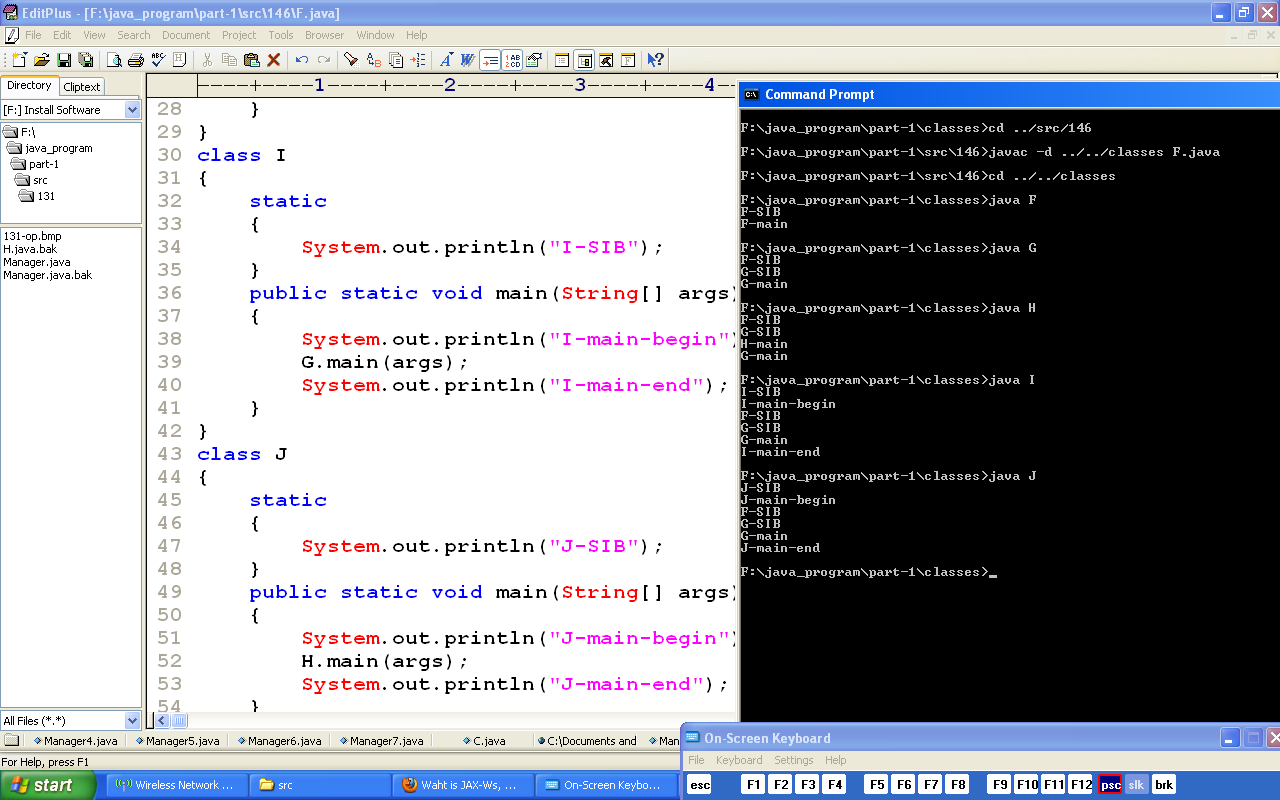 EditPlus - [F:\java_program\part-1\src\146\F.java]
File Edit View Search Document Project Tools Browser Window Help
Directory Cliptext
[F:] Install Software
F:\
java_program
part-1
src
131
131-op.bmp
H.java.bak
Manager.java
Manager.java.bak
All Files (*.*)
----+----1----+----2----+----3----+----4----
28 }
29 }
30 class I
31 {
32 static
33 {
34 System.out.println("I-SIB");
35 }
36 public static void main(String[] args)
37 {
38 System.out.println("I-main-begin")
39 G.main(args);
40 System.out.println("I-main-end");
41 }
42 }
43 class J
44 {
45 static
46 {
47 System.out.println("J-SIB");
48 }
49 public static void main(String[] args)
50 {
51 System.out.println("J-main-begin")
52 H.main(args);
53 System.out.println("J-main-end");
54 }
Command Prompt
F:\java_program\part-1\classes>cd ../src/146
F:\java_program\part-1\src\146>javac -d ../../classes F.java
F:\java_program\part-1\src\146>cd ../../classes
F:\java_program\part-1\classes>java F
F-SIB
F-main
F:\java_program\part-1\classes>java G
F-SIB
G-SIB
G-main
F:\java_program\part-1\classes>java H
F-SIB
G-SIB
H-main
G-main
F:\java_program\part-1\classes>java I
I-SIB
I-main-begin
F-SIB
G-SIB
G-main
I-main-end
F:\java_program\part-1\classes>java J
J-SIB
J-main-begin
F-SIB
G-SIB
G-main
J-main-end
F:\java_program\part-1\classes>_
Manager4.java Manager5.java Manager6.java Manager7.java C.java C:\Documents and Man
For Help, press F1
On-Screen Keyboard
File Keyboard Settings Help
esc F1 F2 F3 F4 F5 F6 F7 F8 F9 F10 F11 F12 psc slk brk
start Wireless Network ... src Waht is JAX-Ws, ... On-Screen Keybo...